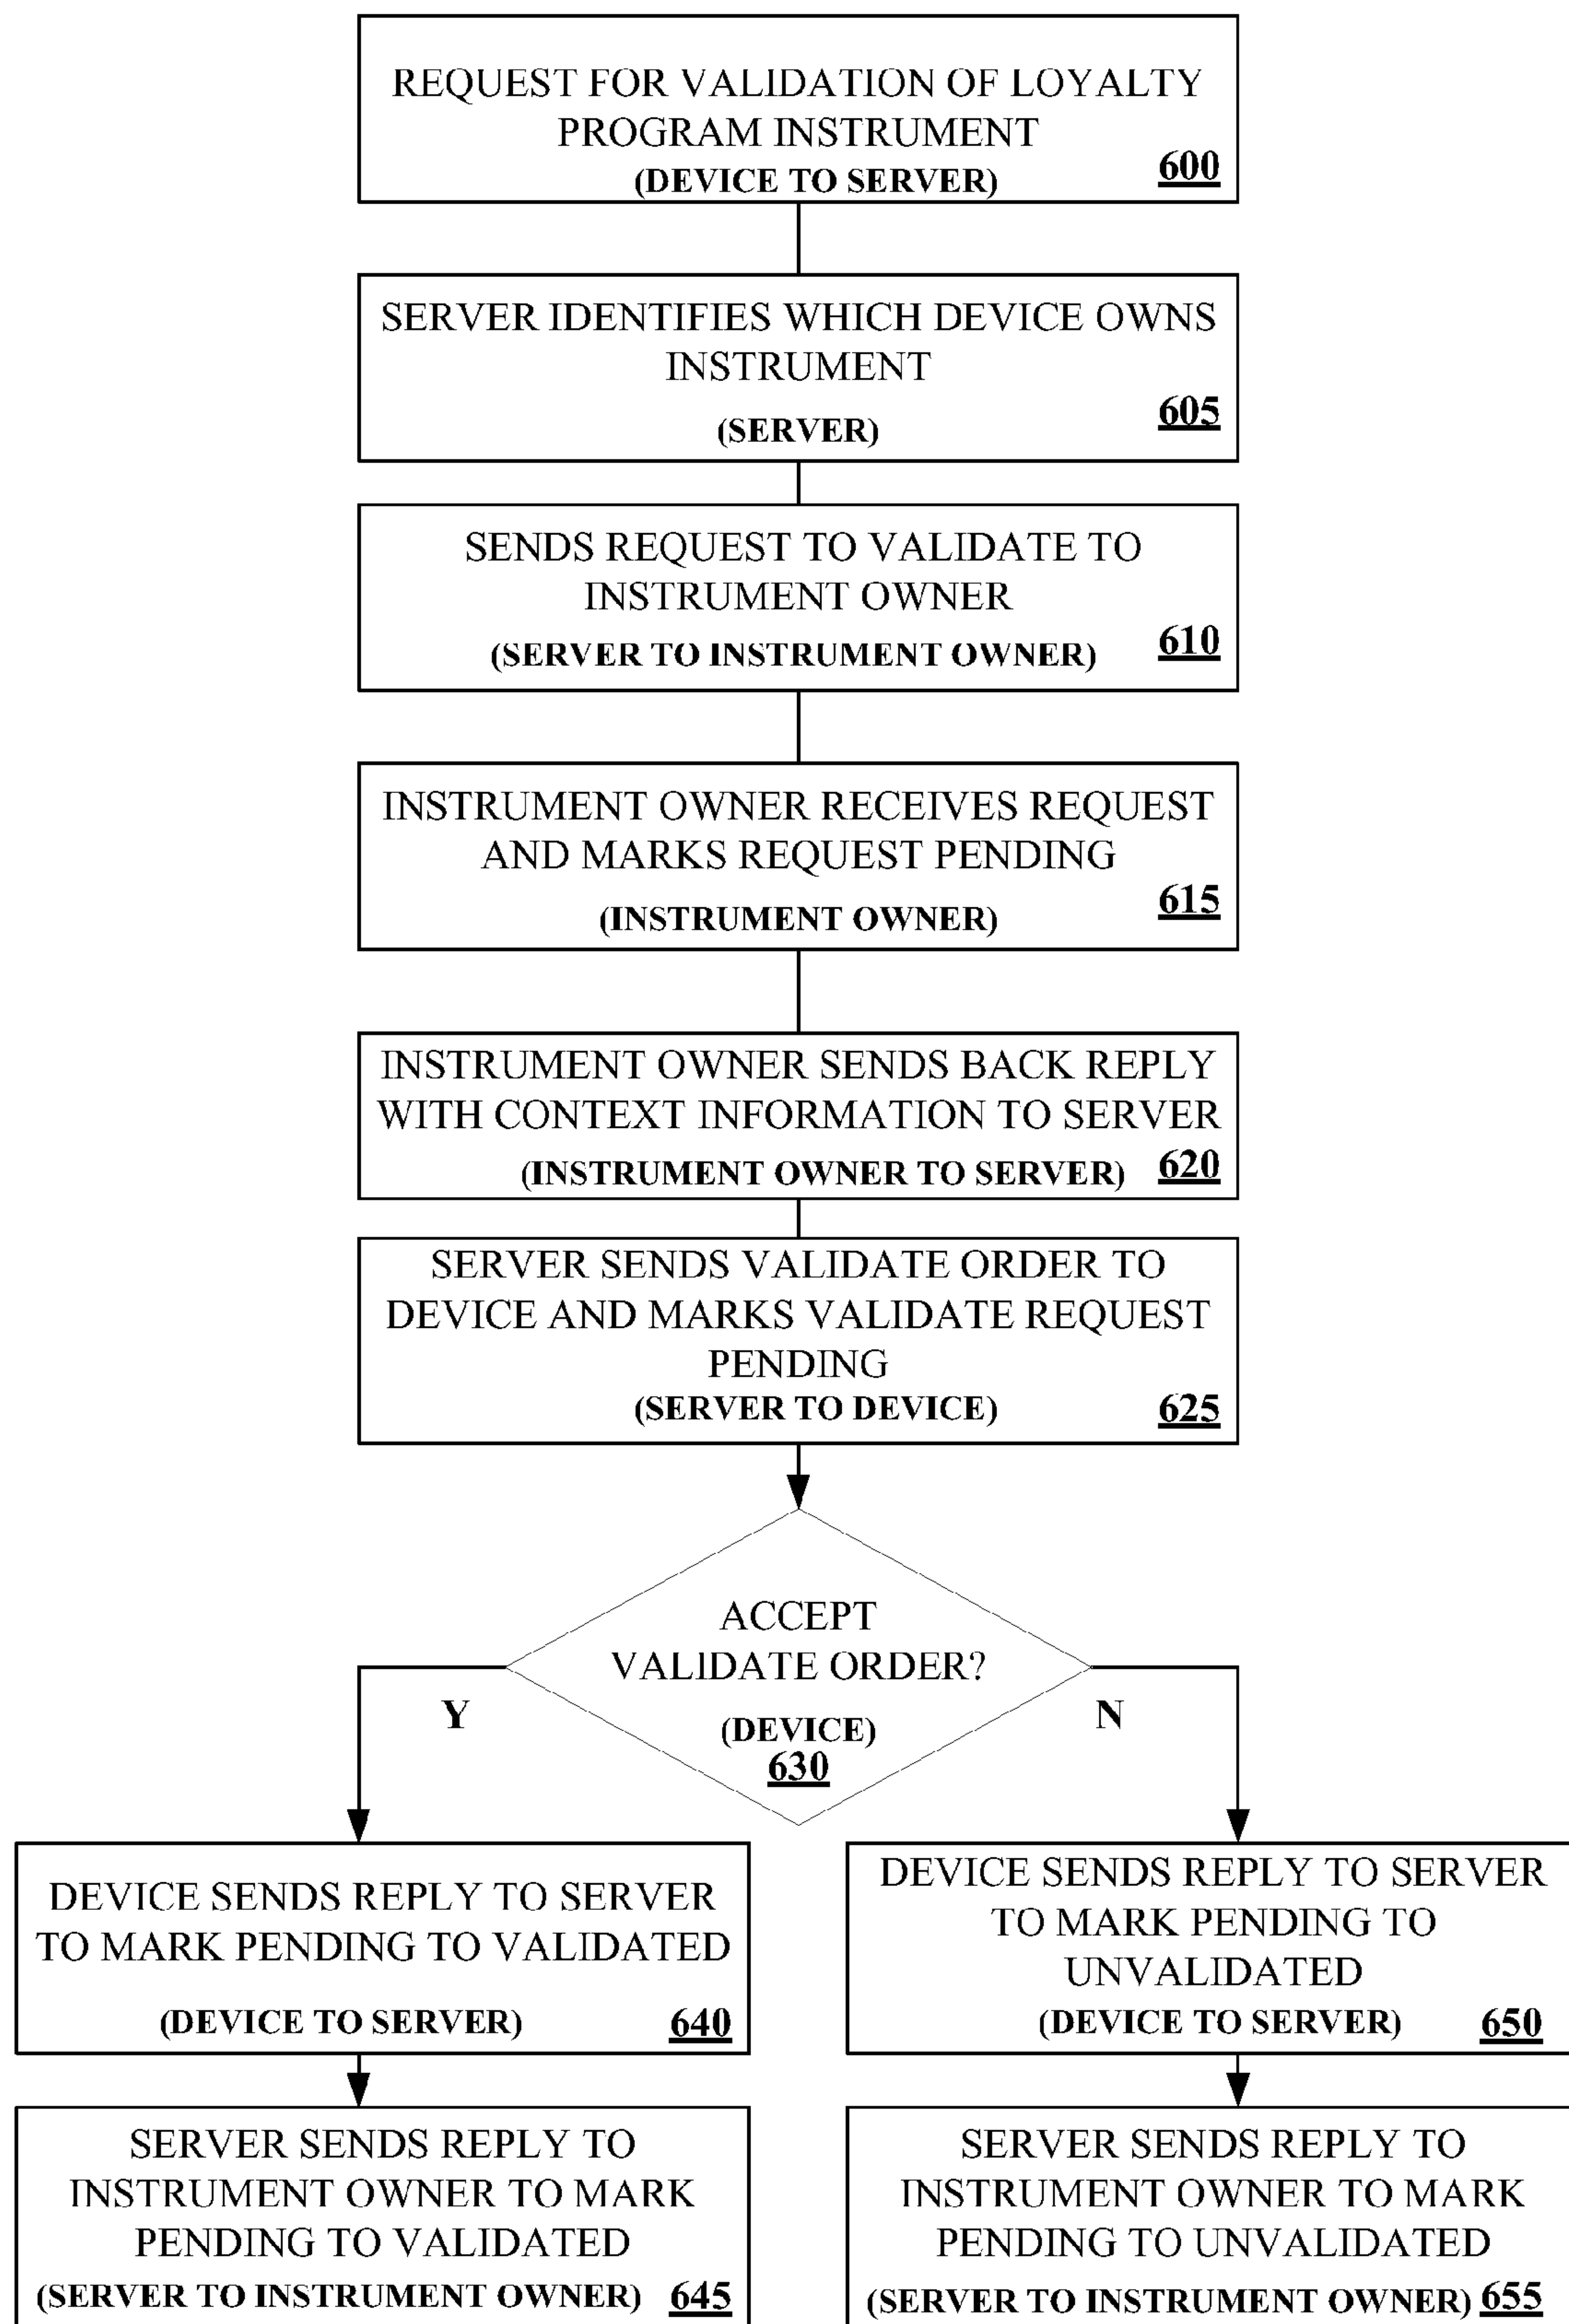 REQUEST FOR VALIDATION OF LOYALTY
PROGRAM INSTRUMENT
(DEVICE TO SERVER)
600
SERVER IDENTIFIES WHICH DEVICE OWNS
INSTRUMENT
(SERVER)
605
SENDS REQUEST TO VALIDATE TO
INSTRUMENT OWNER
(SERVER TO INSTRUMENT OWNER)
610
INSTRUMENT OWNER RECEIVES REQUEST
AND MARKS REQUEST PENDING
(INSTRUMENT OWNER)
615
INSTRUMENT OWNER SENDS BACK REPLY
WITH CONTEXT INFORMATION TO SERVER
(INSTRUMENT OWNER TO SERVER)
620
SERVER SENDS VALIDATE ORDER TO
DEVICE AND MARKS VALIDATE REQUEST
PENDING
(SERVER TO DEVICE)
625
ACCEPT
VALIDATE ORDER?
(DEVICE)
630
Y
N
DEVICE SENDS REPLY TO SERVER
TO MARK PENDING TO VALIDATED
(DEVICE TO SERVER)
640
DEVICE SENDS REPLY TO SERVER
TO MARK PENDING TO
UNVALIDATED
(DEVICE TO SERVER)
650
SERVER SENDS REPLY TO
INSTRUMENT OWNER TO MARK
PENDING TO VALIDATED
(SERVER TO INSTRUMENT OWNER)
645
SERVER SENDS REPLY TO
INSTRUMENT OWNER TO MARK
PENDING TO UNVALIDATED
(SERVER TO INSTRUMENT OWNER)
655